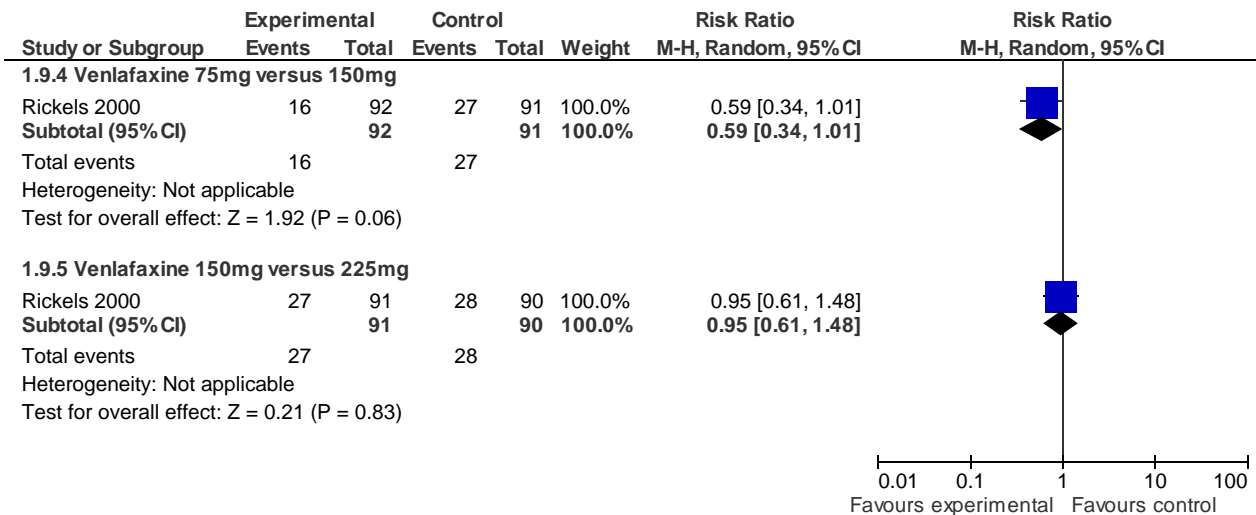 Experimental Control Risk Ratio Risk Ratio
Study or Subgroup Events Total Events Total Weight M-H, Random, 95% CI M-H, Random, 95% CI
1.9.4 Venlafaxine 75mg versus 150mg
Rickels 2000 16 92 27 91 100.0% 0.59 [0.34, 1.01]
Subtotal (95% CI) 92 91 100.0% 0.59 [0.34, 1.01]
Total events 16 27
Heterogeneity: Not applicable
Test for overall effect: Z = 1.92 (P = 0.06)
1.9.5 Venlafaxine 150mg versus 225mg
Rickels 2000 27 91 28 90 100.0% 0.95 [0.61, 1.48]
Subtotal (95% CI) 91 90 100.0% 0.95 [0.61, 1.48]
Total events 27 28
Heterogeneity: Not applicable
Test for overall effect: Z = 0.21 (P = 0.83)
0.01 0.1 1 10 100
Favours experimental Favours control